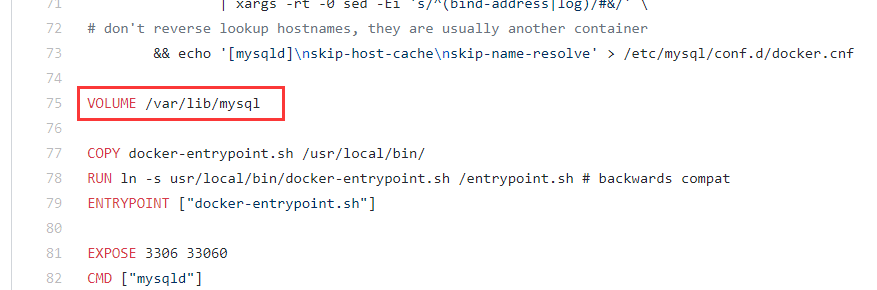 71 | xargs -rt -0 sed -Ei 's/^(bind-address|log)/#&/' \
72 # don't reverse lookup hostnames, they are usually another container
73 && echo '[mysqld]\nskip-host-cache\nskip-name-resolve' > /etc/mysql/conf.d/docker.cnf
74
75 VOLUME /var/lib/mysql
76
77 COPY docker-entrypoint.sh /usr/local/bin/
78 RUN ln -s usr/local/bin/docker-entrypoint.sh /entrypoint.sh # backwards compat
79 ENTRYPOINT ["docker-entrypoint.sh"]
80
81 EXPOSE 3306 33060
82 CMD ["mysqld"]